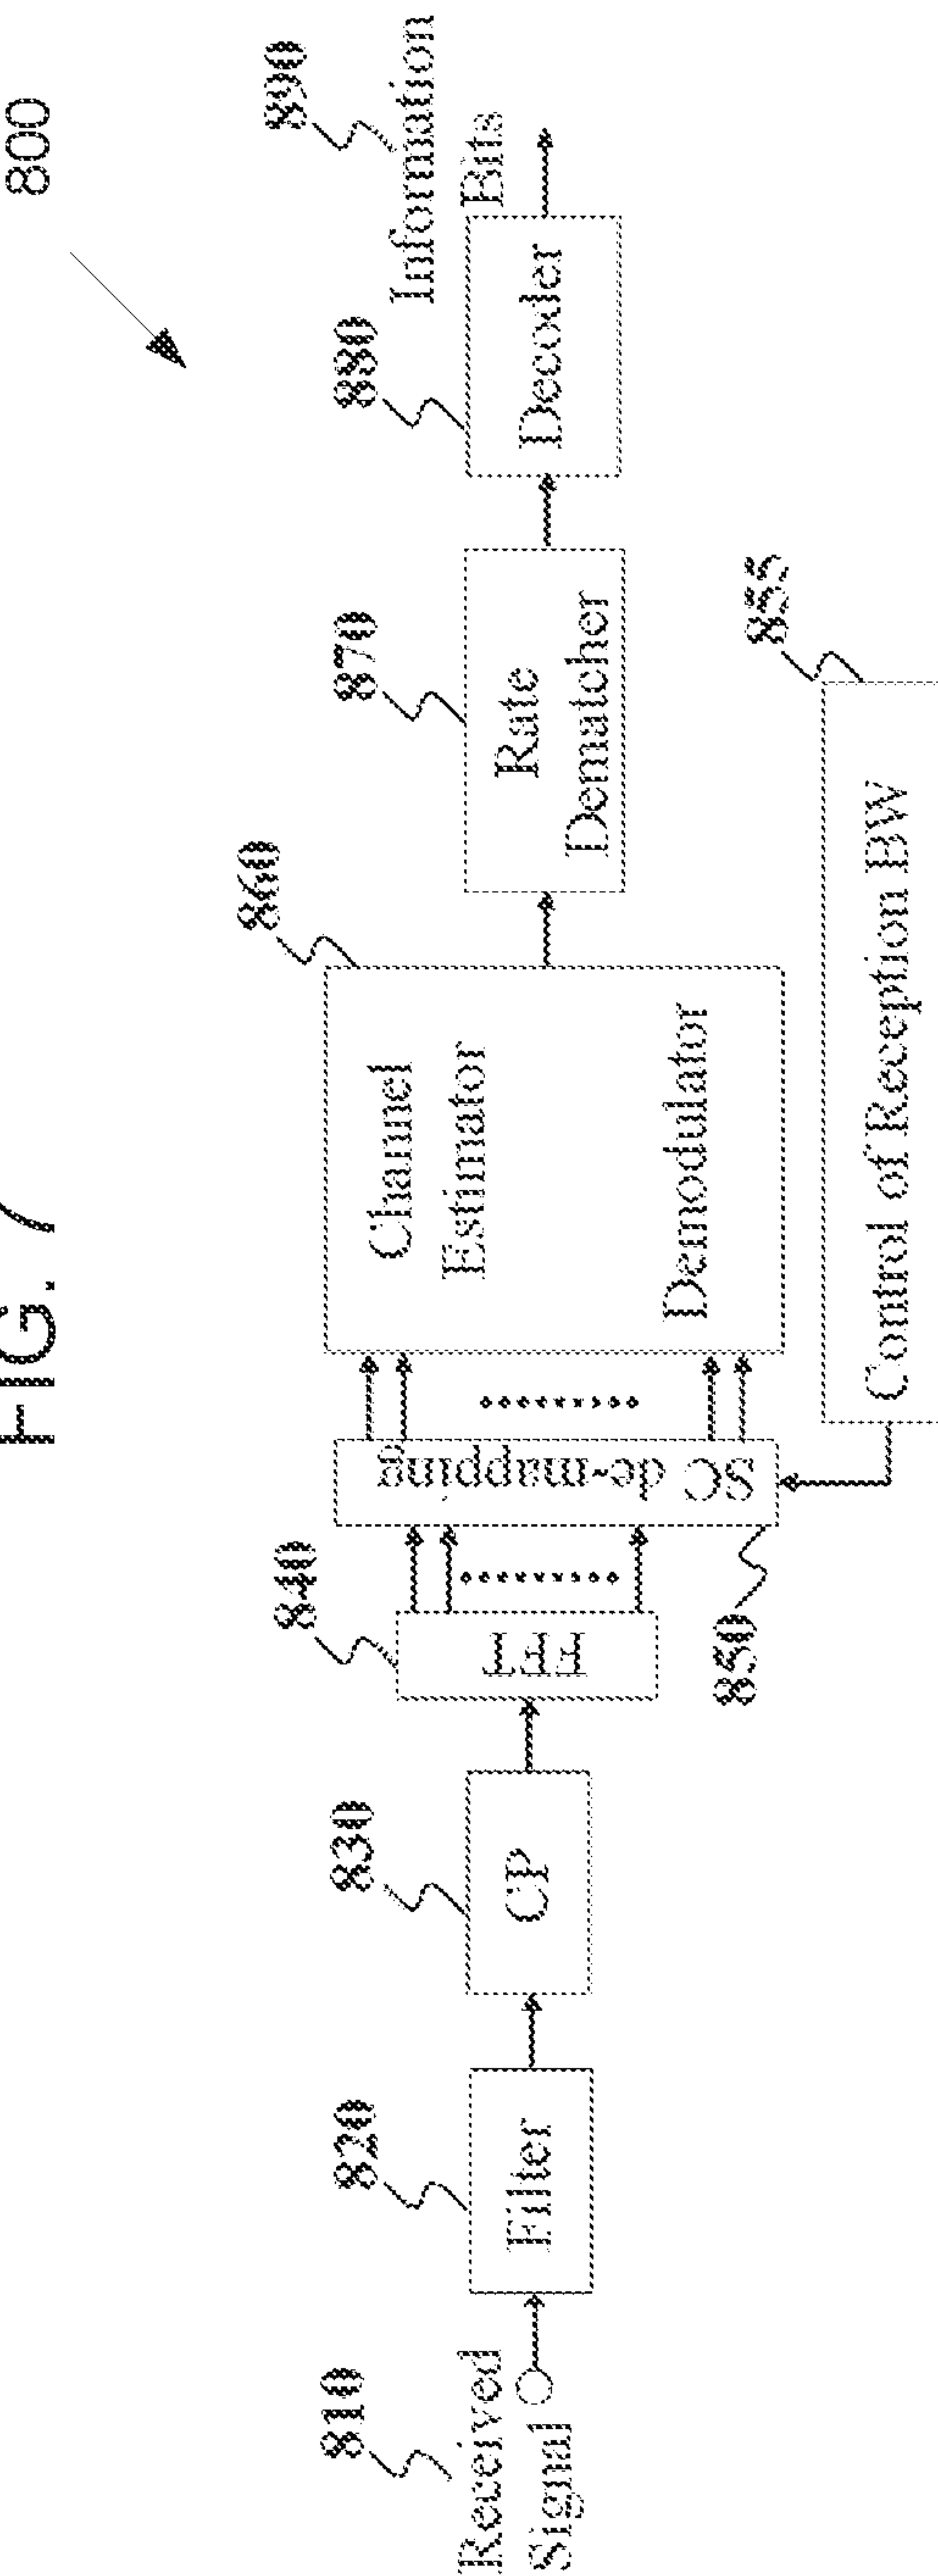 FIG. 7
800
810
Received
Signal
820
Filter
830
CP
840
FFT
850
SC de-mapping
855
Control of Reception BW
860
Channel
Estimator
Demodulator
870
Rate
Dematcher
880
Decoder
890
Information
Bits